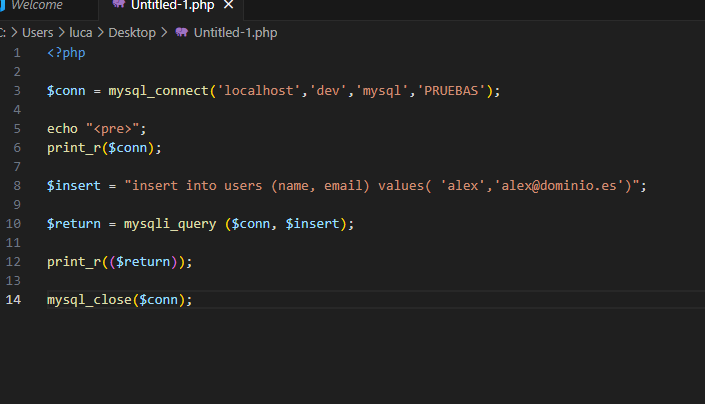 Welcome Untitled-1.php ×
C: > Users > luca > Desktop > Untitled-1.php
1 <?php
2
3 $conn = mysql_connect('localhost','dev','mysql','PRUEBAS');
4
5 echo "<pre>";
6 print_r($conn);
7
8 $insert = "insert into users (name, email) values( 'alex','alex@dominio.es')";
9
10 $return = mysqli_query ($conn, $insert);
11
12 print_r(($return));
13
14 mysql_close($conn);